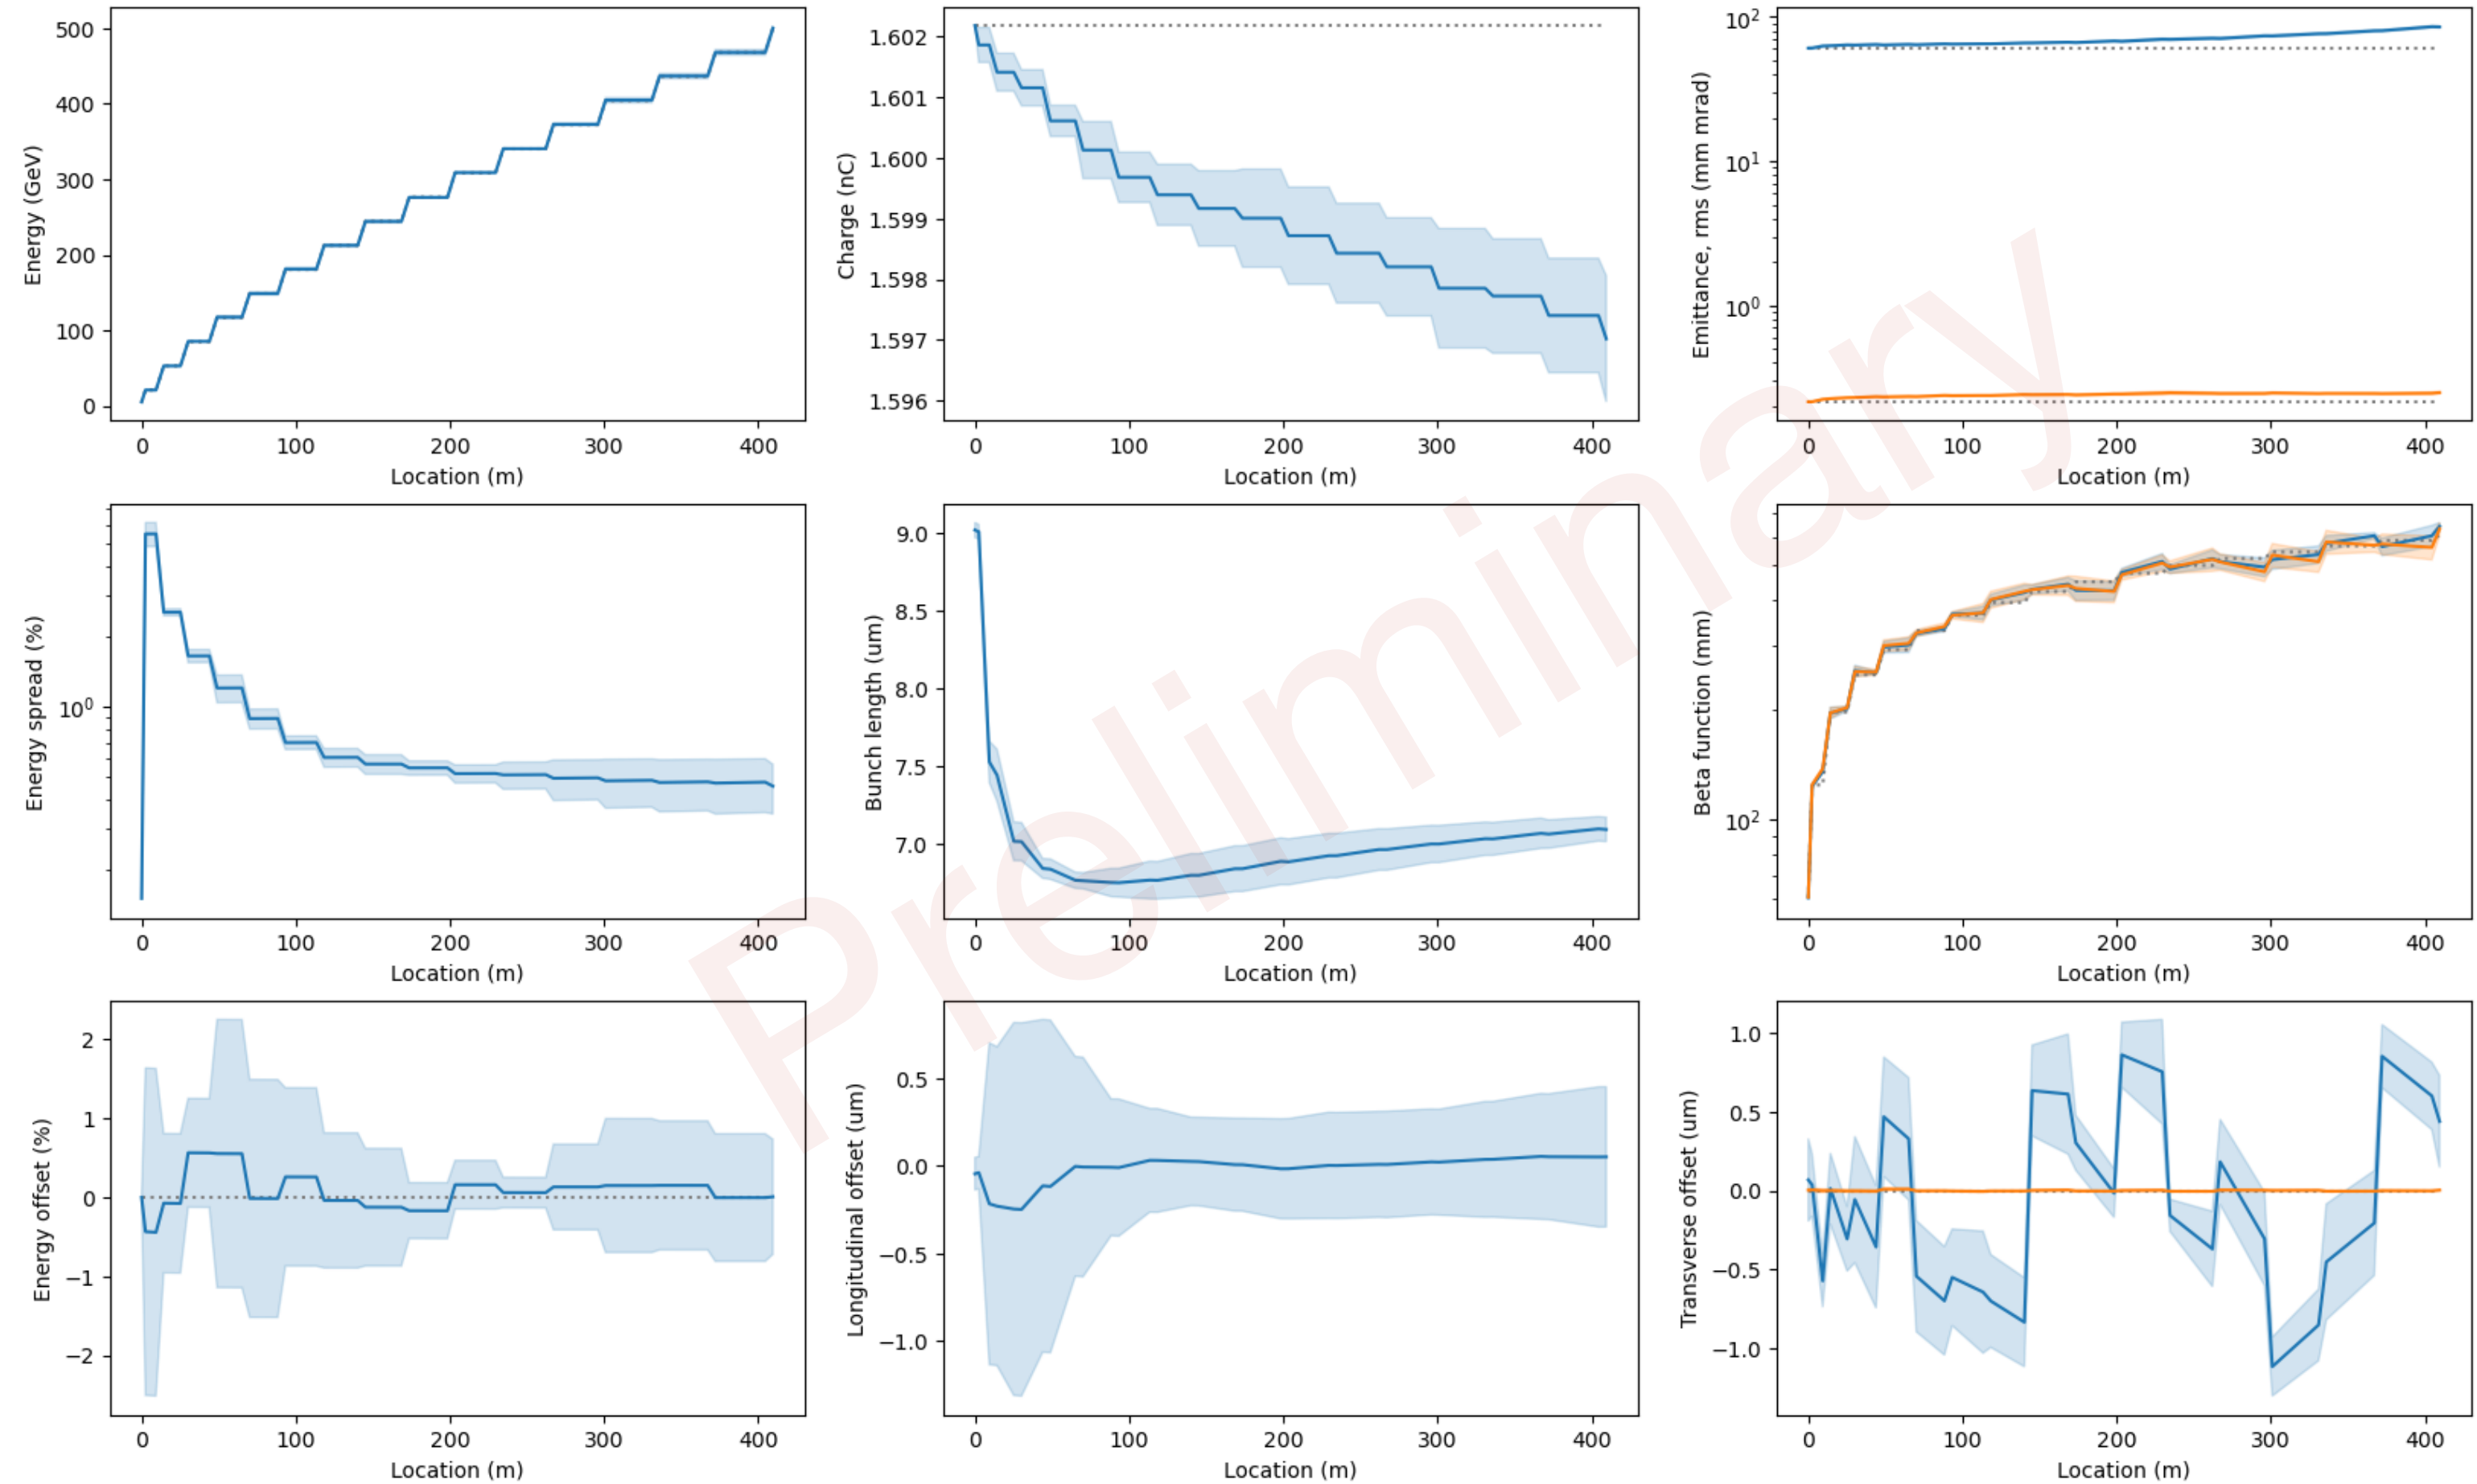 500
400
300
200
100
0
Energy (GeV)
0 100 200 300 400
Location (m)
1.602
1.601
1.600
1.599
1.598
1.597
1.596
Charge (nC)
0 100 200 300 400
Location (m)
10²
10¹
10⁰
Emittance, rms (mm mrad)
0 100 200 300 400
Location (m)
10⁰
Energy spread (%)
0 100 200 300 400
Location (m)
9.0
8.5
8.0
7.5
7.0
Bunch length (um)
0 100 200 300 400
Location (m)
10²
Beta function (mm)
0 100 200 300 400
Location (m)
2
1
0
−1
−2
Energy offset (%)
0 100 200 300 400
Location (m)
0.5
0.0
−0.5
−1.0
Longitudinal offset (um)
0 100 200 300 400
Location (m)
1.0
0.5
0.0
−0.5
−1.0
Transverse offset (um)
0 100 200 300 400
Location (m)
Preliminary